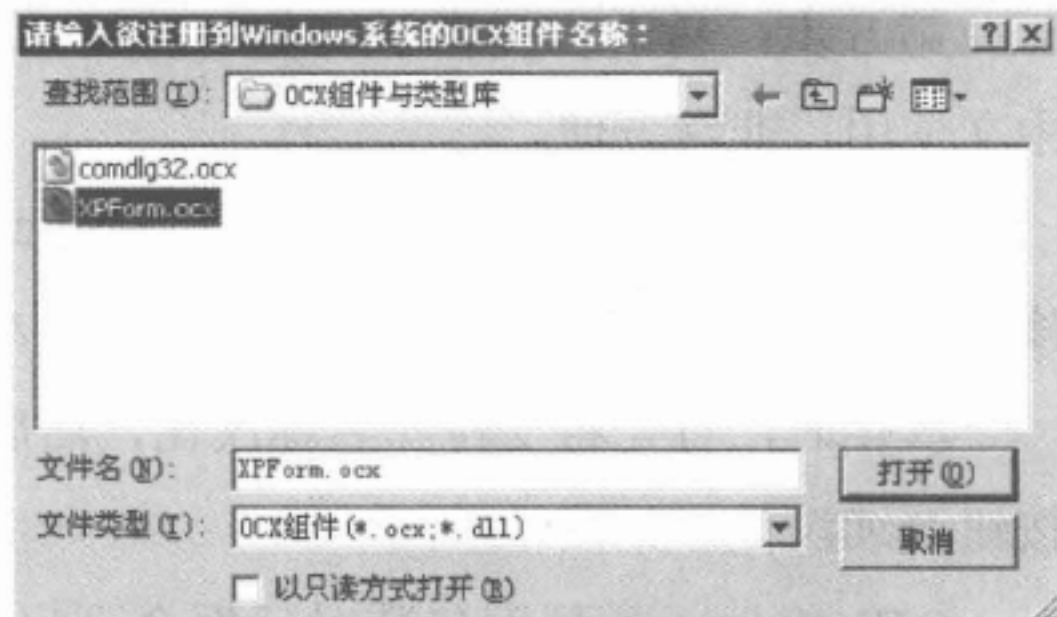 请输入欲注册到Windows系统的OCX组件名称：
查找范围(I): OCX组件与类型库
comdlg32.ocx
XPForm.ocx
文件名(N): XPForm.ocx
打开(O)
文件类型(T): OCX组件(*.ocx;*.dll)
取消
以只读方式打开(R)